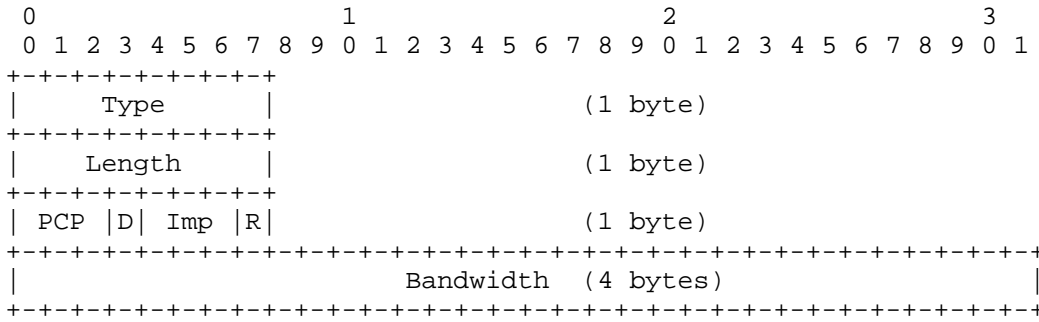 0                   1                   2                   3
 0 1 2 3 4 5 6 7 8 9 0 1 2 3 4 5 6 7 8 9 0 1 2 3 4 5 6 7 8 9 0 1
+-+-+-+-+-+-+-+-+
|     Type      |                   (1 byte)
+-+-+-+-+-+-+-+-+
|    Length     |                   (1 byte)
+-+-+-+-+-+-+-+-+
| PCP |D| Imp |R|                   (1 byte)
+-+-+-+-+-+-+-+-+-+-+-+-+-+-+-+-+-+-+-+-+-+-+-+-+-+-+-+-+-+-+-+-+
|                        Bandwidth  (4 bytes)                   |
+-+-+-+-+-+-+-+-+-+-+-+-+-+-+-+-+-+-+-+-+-+-+-+-+-+-+-+-+-+-+-+-+